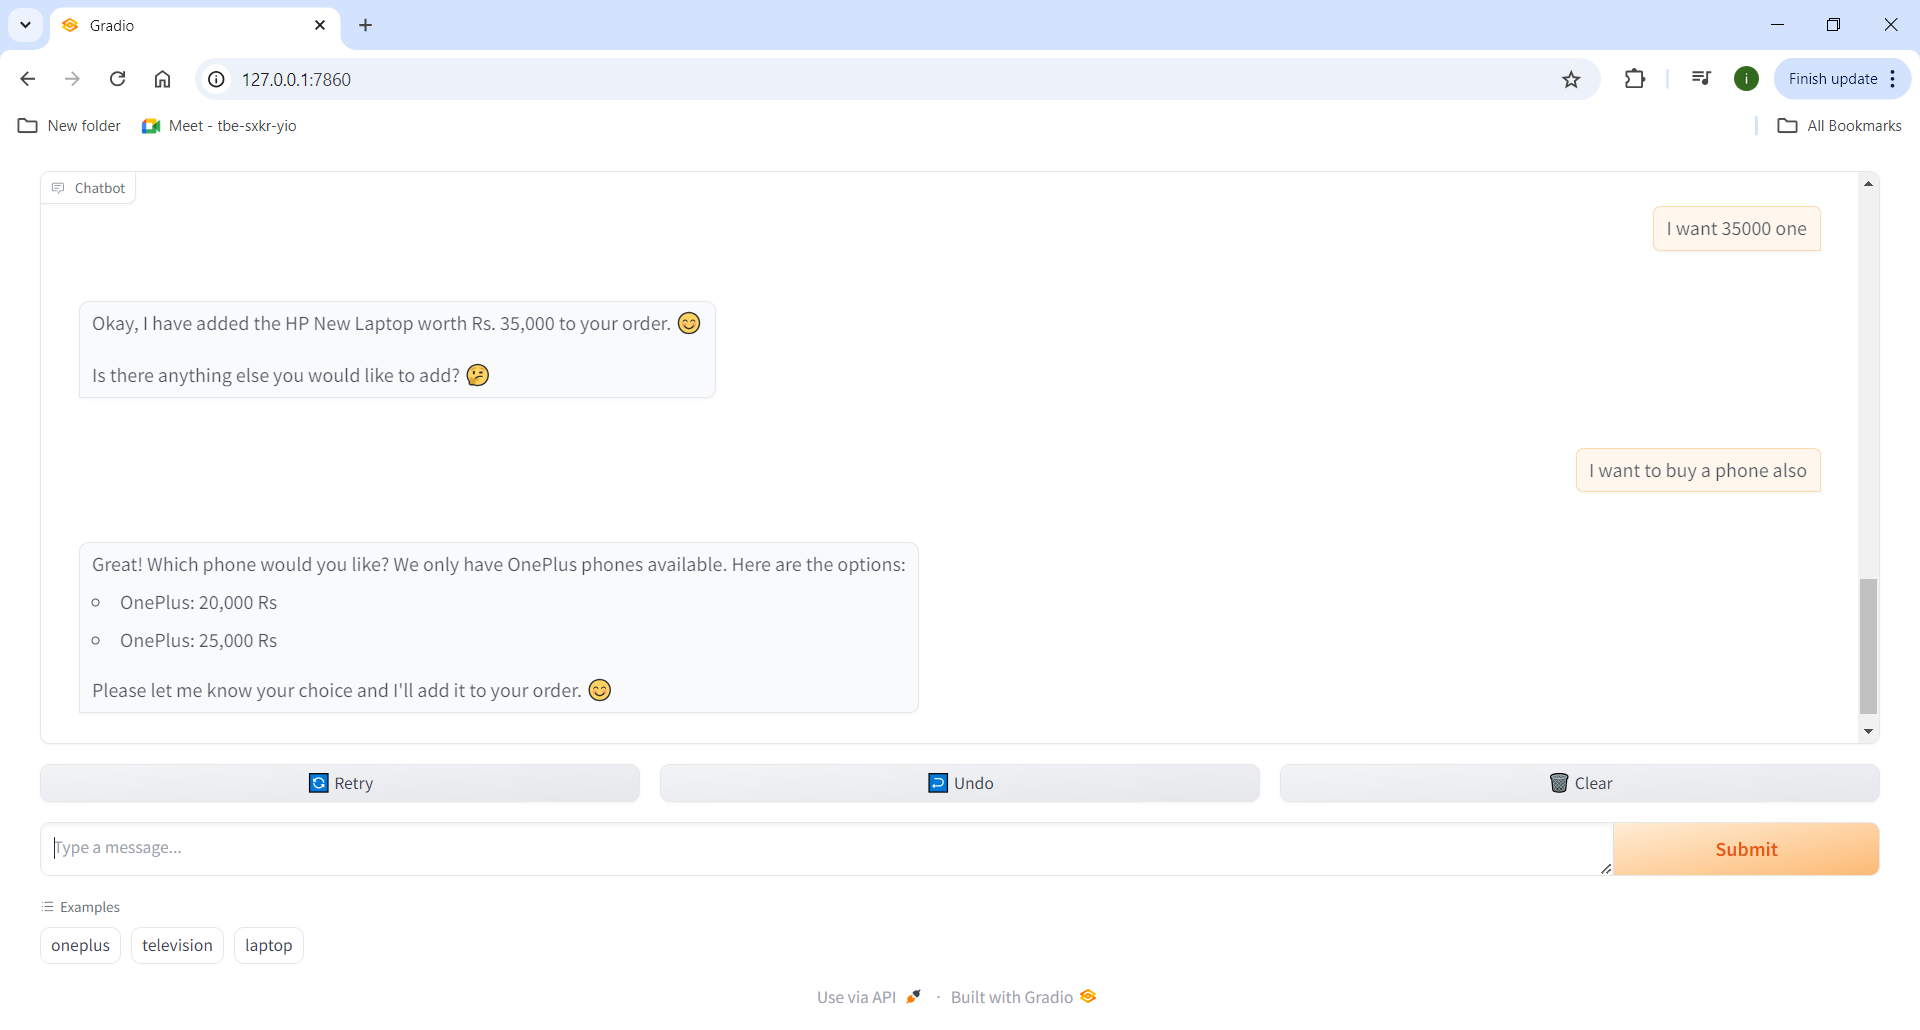 Gradio
127.0.0.1:7860
i
Finish update
New folder
Meet - tbe-sxkr-yio
All Bookmarks
Chatbot
I want 35000 one
Okay, I have added the HP New Laptop worth Rs. 35,000 to your order. 😊
Is there anything else you would like to add? 🤔
I want to buy a phone also
Great! Which phone would you like? We only have OnePlus phones available. Here are the options:
OnePlus: 20,000 Rs
OnePlus: 25,000 Rs
Please let me know your choice and I'll add it to your order. 😊
Retry
Undo
Clear
Type a message...
Submit
Examples
oneplus
television
laptop
Use via API · Built with Gradio